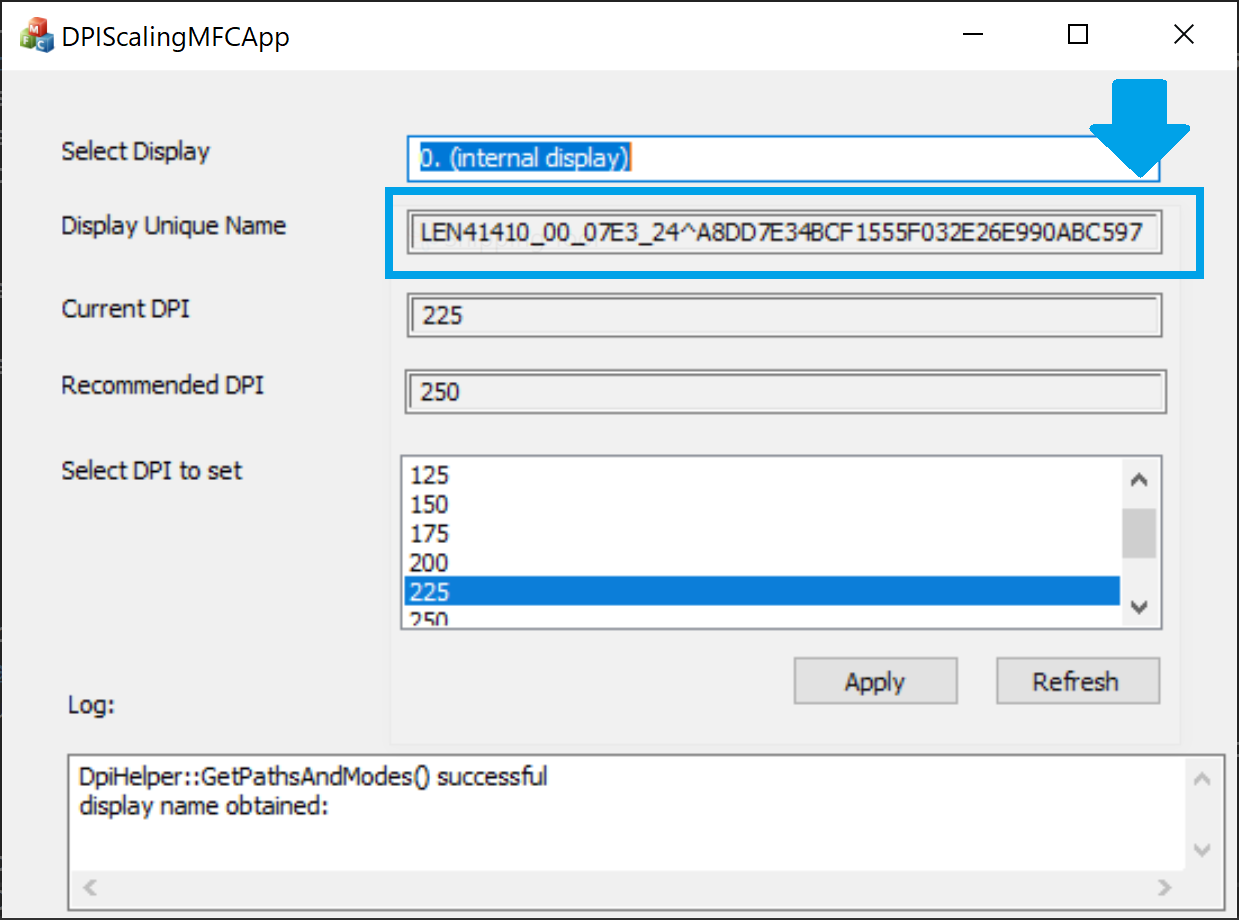 DPIScalingMFCApp
Select Display
0. (internal display)
Display Unique Name
LEN41410_00_07E3_24^A8DD7E34BCF1555F032E26E990ABC597
Current DPI
225
Recommended DPI
250
Select DPI to set
125
150
175
200
225
250
Apply
Refresh
Log:
DpiHelper::GetPathsAndModes() successful
display name obtained: